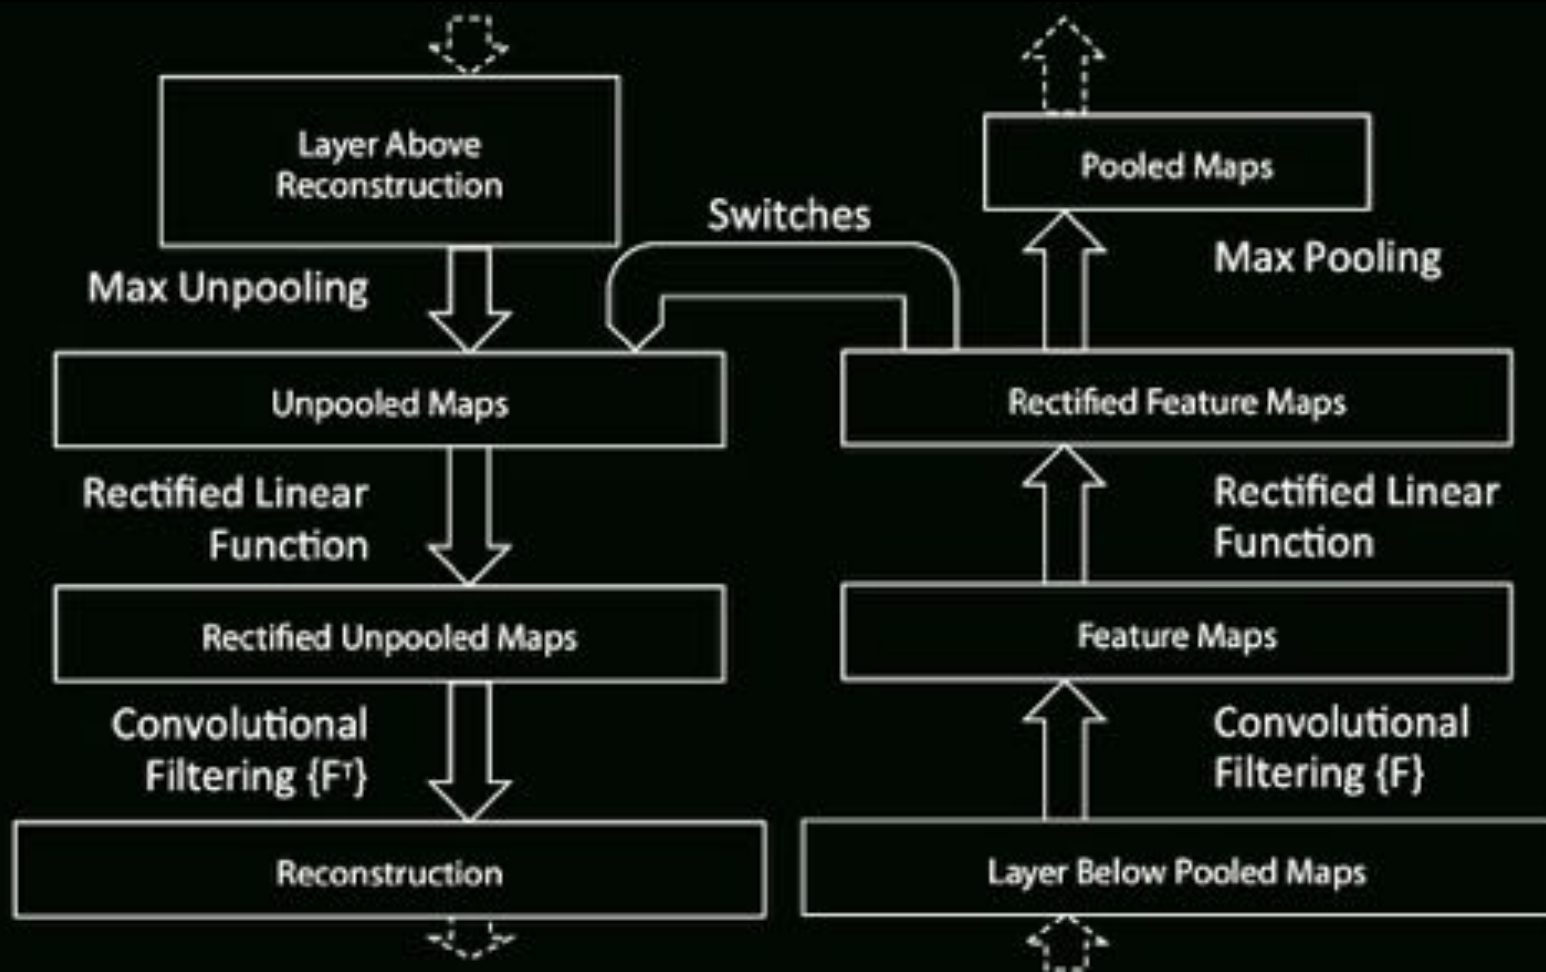 Layer Above
Reconstruction
Pooled Maps
Switches
Max Unpooling
Max Pooling
Unpooled Maps
Rectified Feature Maps
Rectified Linear
Function
Rectified Linear
Function
Rectified Unpooled Maps
Feature Maps
Convolutional
Filtering {Fᵀ}
Convolutional
Filtering {F}
Reconstruction
Layer Below Pooled Maps